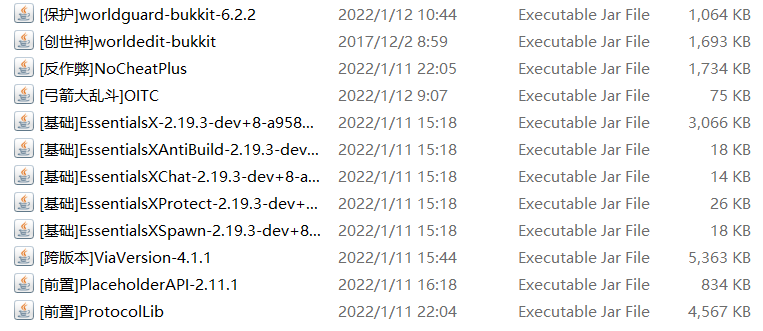 [保护]worldguard-bukkit-6.2.2 2022/1/12 10:44 Executable Jar File 1,064 KB
[创世神]worldedit-bukkit 2017/12/2 8:59 Executable Jar File 1,693 KB
[反作弊]NoCheatPlus 2022/1/11 22:05 Executable Jar File 1,734 KB
[弓箭大乱斗]OITC 2022/1/12 9:07 Executable Jar File 75 KB
[基础]EssentialsX-2.19.3-dev+8-a958... 2022/1/11 15:18 Executable Jar File 3,066 KB
[基础]EssentialsXAntiBuild-2.19.3-dev... 2022/1/11 15:18 Executable Jar File 18 KB
[基础]EssentialsXChat-2.19.3-dev+8-a... 2022/1/11 15:18 Executable Jar File 14 KB
[基础]EssentialsXProtect-2.19.3-dev+... 2022/1/11 15:18 Executable Jar File 26 KB
[基础]EssentialsXSpawn-2.19.3-dev+8... 2022/1/11 15:18 Executable Jar File 18 KB
[跨版本]ViaVersion-4.1.1 2022/1/11 15:44 Executable Jar File 5,363 KB
[前置]PlaceholderAPI-2.11.1 2022/1/11 16:18 Executable Jar File 834 KB
[前置]ProtocolLib 2022/1/11 22:04 Executable Jar File 4,567 KB